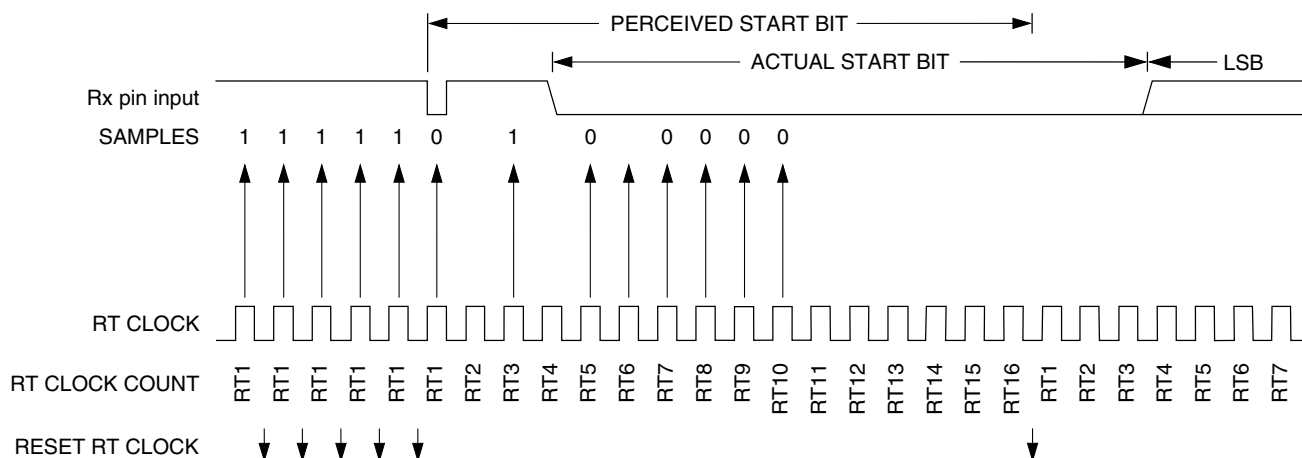 PERCEIVED START BIT
ACTUAL START BIT
LSB
Rx pin input
SAMPLES 1 1 1 1 1 0 1 0 0 0 0 0
RT CLOCK
RT CLOCK COUNT RT1 RT1 RT1 RT1 RT1 RT1 RT2 RT3 RT4 RT5 RT6 RT7 RT8 RT9 RT10 RT11 RT12 RT13 RT14 RT15 RT16 RT1 RT2 RT3 RT4 RT5 RT6 RT7
RESET RT CLOCK